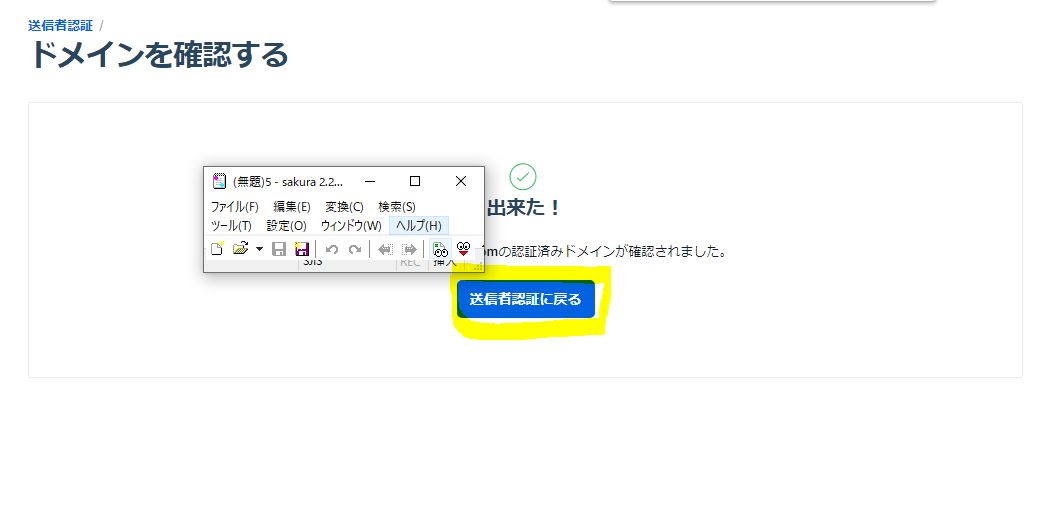 送信者認証 /
ドメインを確認する
(無題)5 - sakura 2.2...
ファイル(F) 編集(E) 変換(C) 検索(S)
ツール(T) 設定(O) ウィンドウ(W) ヘルプ(H)
REC 挿入
出来た！
omの認証済みドメインが確認されました。
送信者認証に戻る